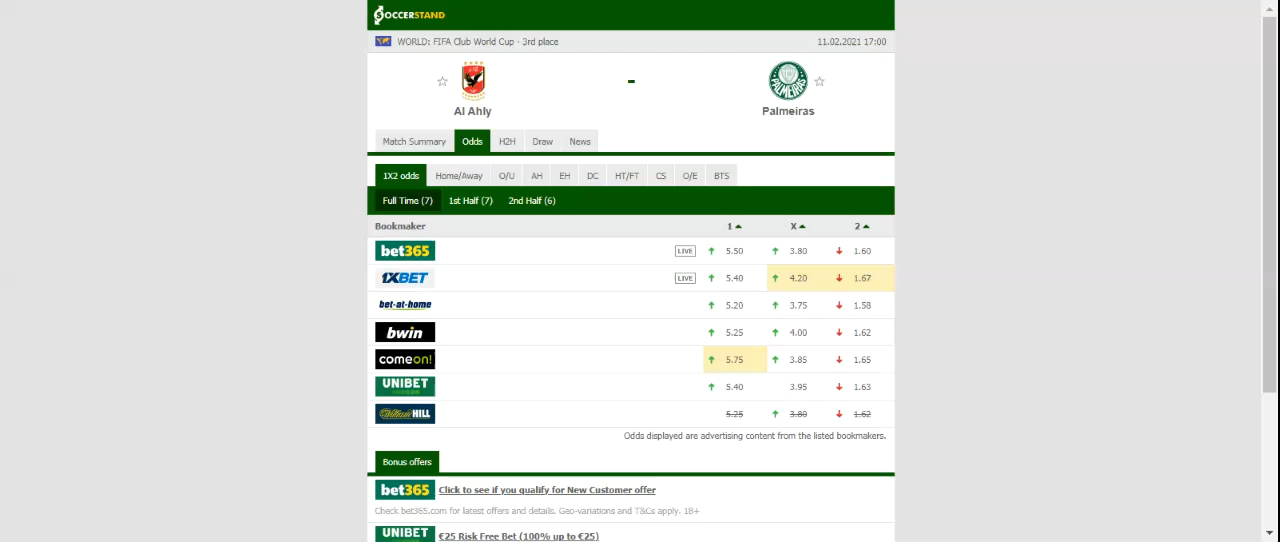 SOCCERSTAND
WORLD: FIFA Club World Cup - 3rd place 11.02.2021 17:00
-
PALMEIRAS
Al Ahly Palmeiras
Match Summary Odds H2H Draw News
1X2 odds Home/Away O/U AH EH DC HT/FT CS O/E BTS
Full Time (7) 1st Half (7) 2nd Half (6)
Bookmaker 1 X 2
bet365 LIVE 5.50 3.80 1.60
1XBET LIVE 5.40 4.20 1.67
bet-at-home 5.20 3.75 1.58
bwin 5.25 4.00 1.62
comeon! 5.75 3.85 1.65
UNIBET 5.40 3.95 1.63
William HILL 5.25 3.80 1.62
Odds displayed are advertising content from the listed bookmakers.
Bonus offers
bet365 Click to see if you qualify for New Customer offer
Check bet365.com for latest offers and details. Geo-variations and T&Cs apply. 18+
UNIBET €25 Risk Free Bet (100% up to €25)